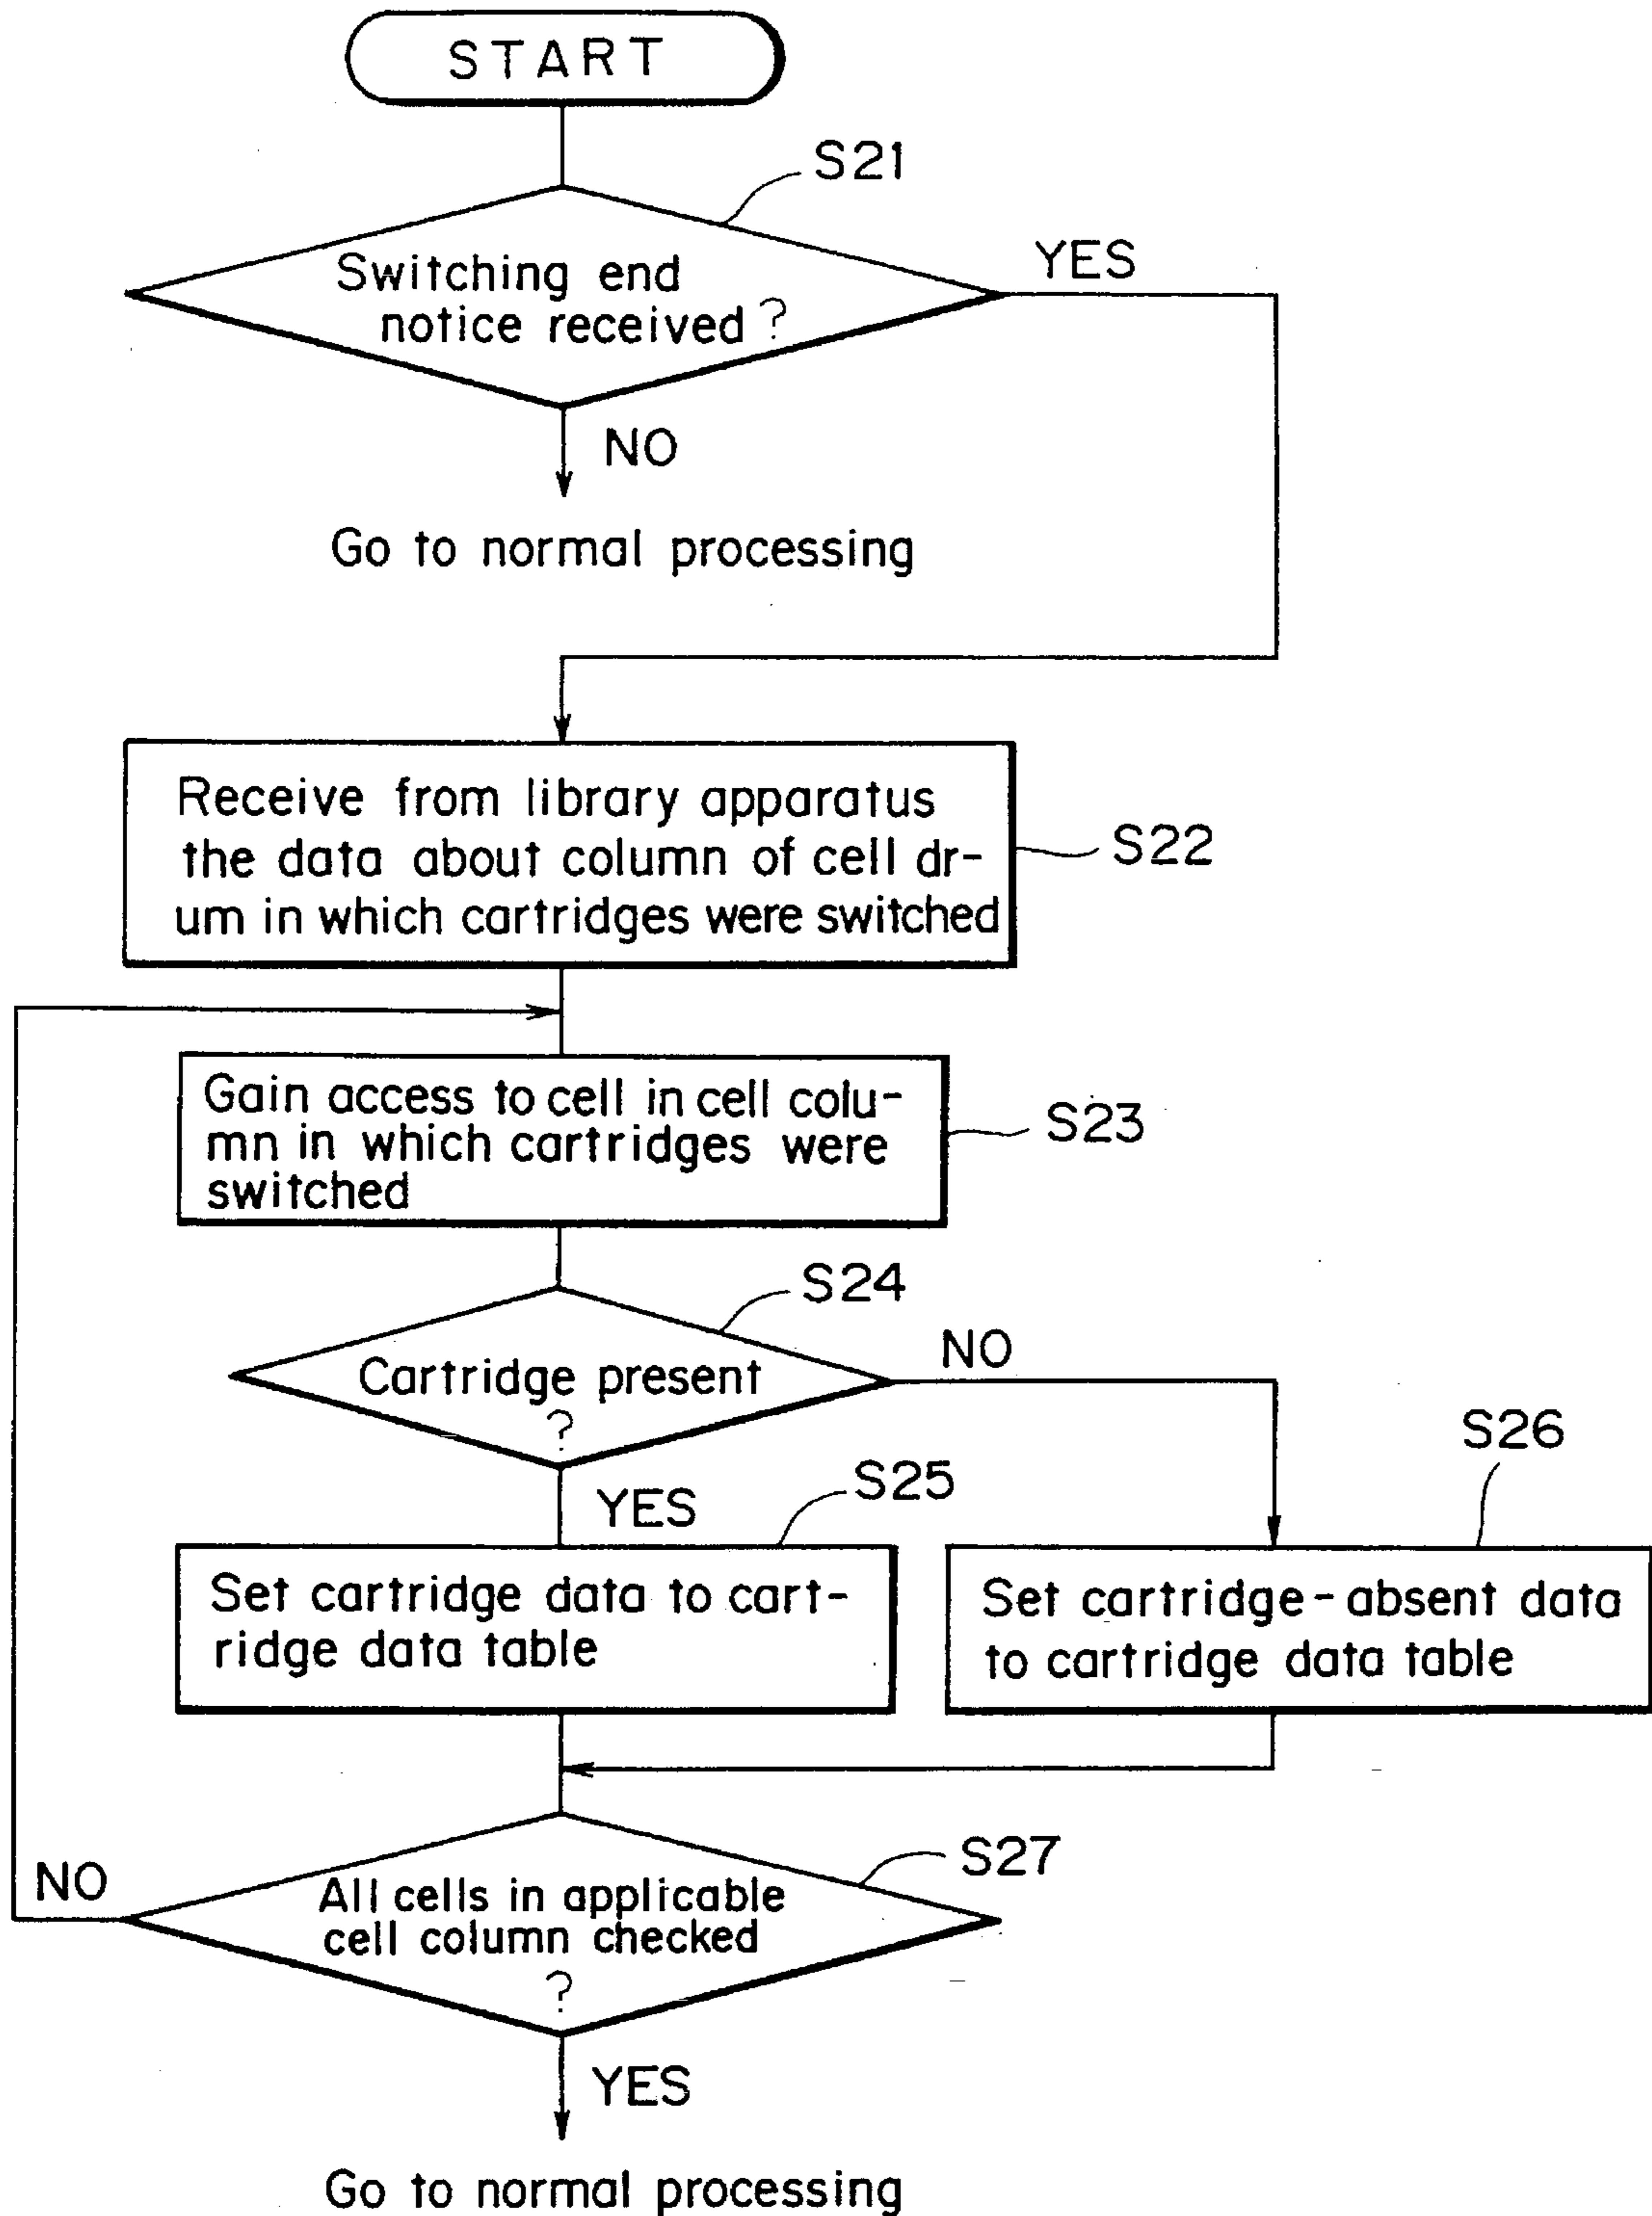 START
S21
Switching end
notice received?
YES
NO
Go to normal processing
Receive from library apparatus
the data about column of cell dr-
um in which cartridges were switched
S22
Gain access to cell in cell colu-
mn in which cartridges were
switched
S23
S24
Cartridge present
?
NO
YES
S25
S26
Set cartridge data to cart-
ridge data table
Set cartridge-absent data
to cartridge data table
S27
NO
All cells in applicable
cell column checked
?
YES
Go to normal processing